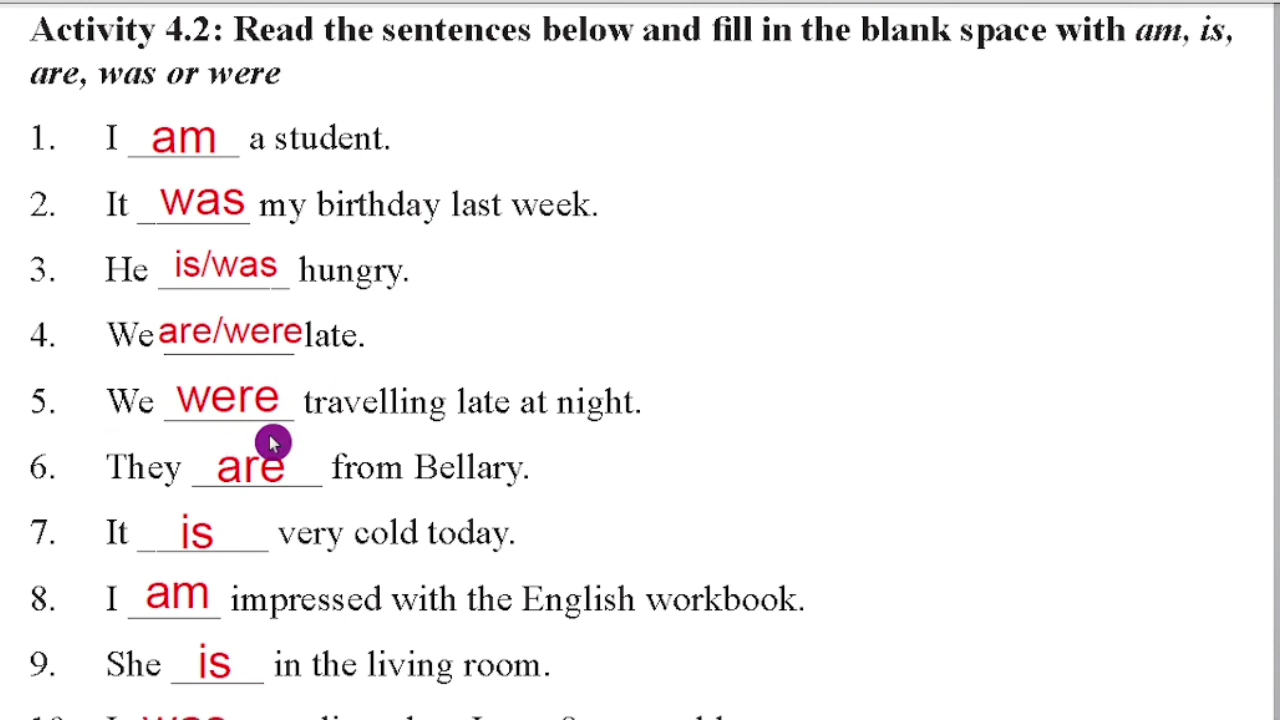 Activity 4.2: Read the sentences below and fill in the blank space with am, is,
are, was or were
1. I am a student.
2. It was my birthday last week.
3. He is/was hungry.
4. We are/were late.
5. We were travelling late at night.
6. They are from Bellary.
7. It is very cold today.
8. I am impressed with the English workbook.
9. She is in the living room.